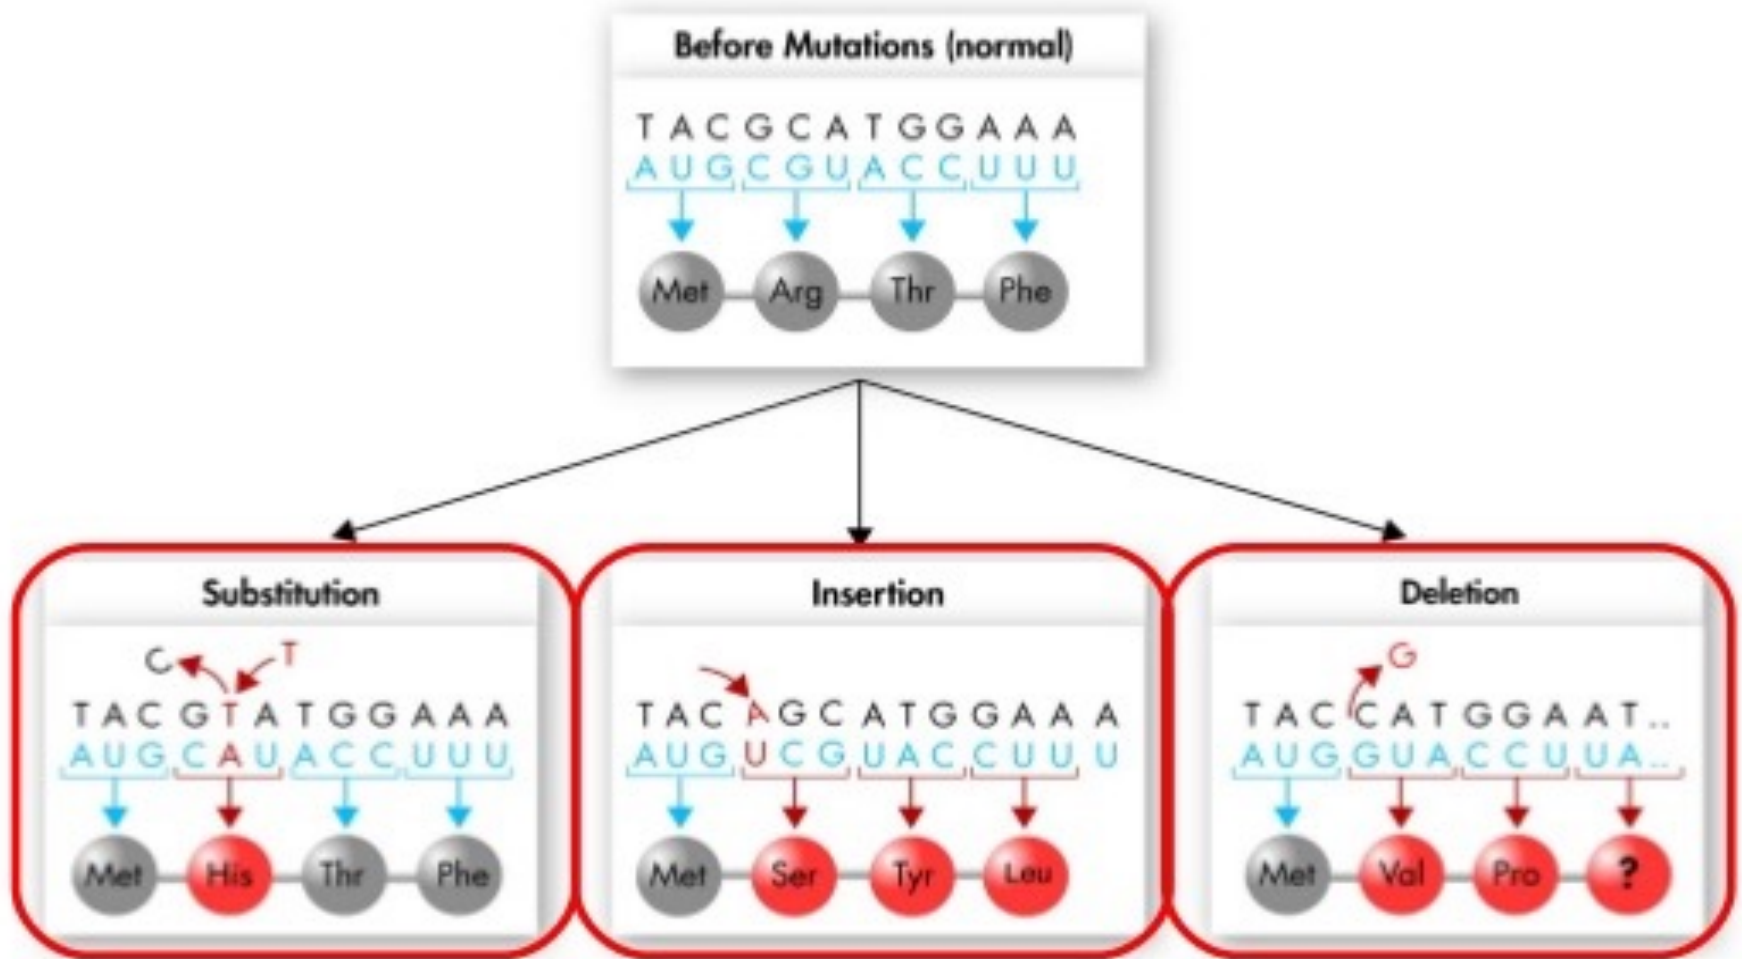 Before Mutations (normal)
T A C G C A T G G A A A
A U G C G U A C C U U U
Met Arg Thr Phe
Substitution
C T
T A C G T A T G G A A A
A U G C A U A C C U U U
Met His Thr Phe
Insertion
T A C A G C A T G G A A A
A U G U C G U A C C U U U
Met Ser Tyr Leu
Deletion
G
T A C C A T G G A A T ..
A U G G U A C C U U A ..
Met Val Pro ?